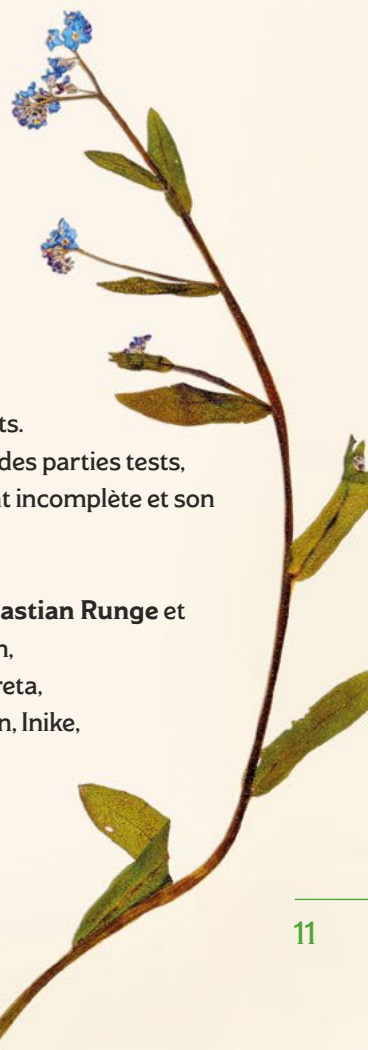 ts.
des parties tests,
t incomplète et son
astian Runge et
n,
reta,
n, Inike,
11